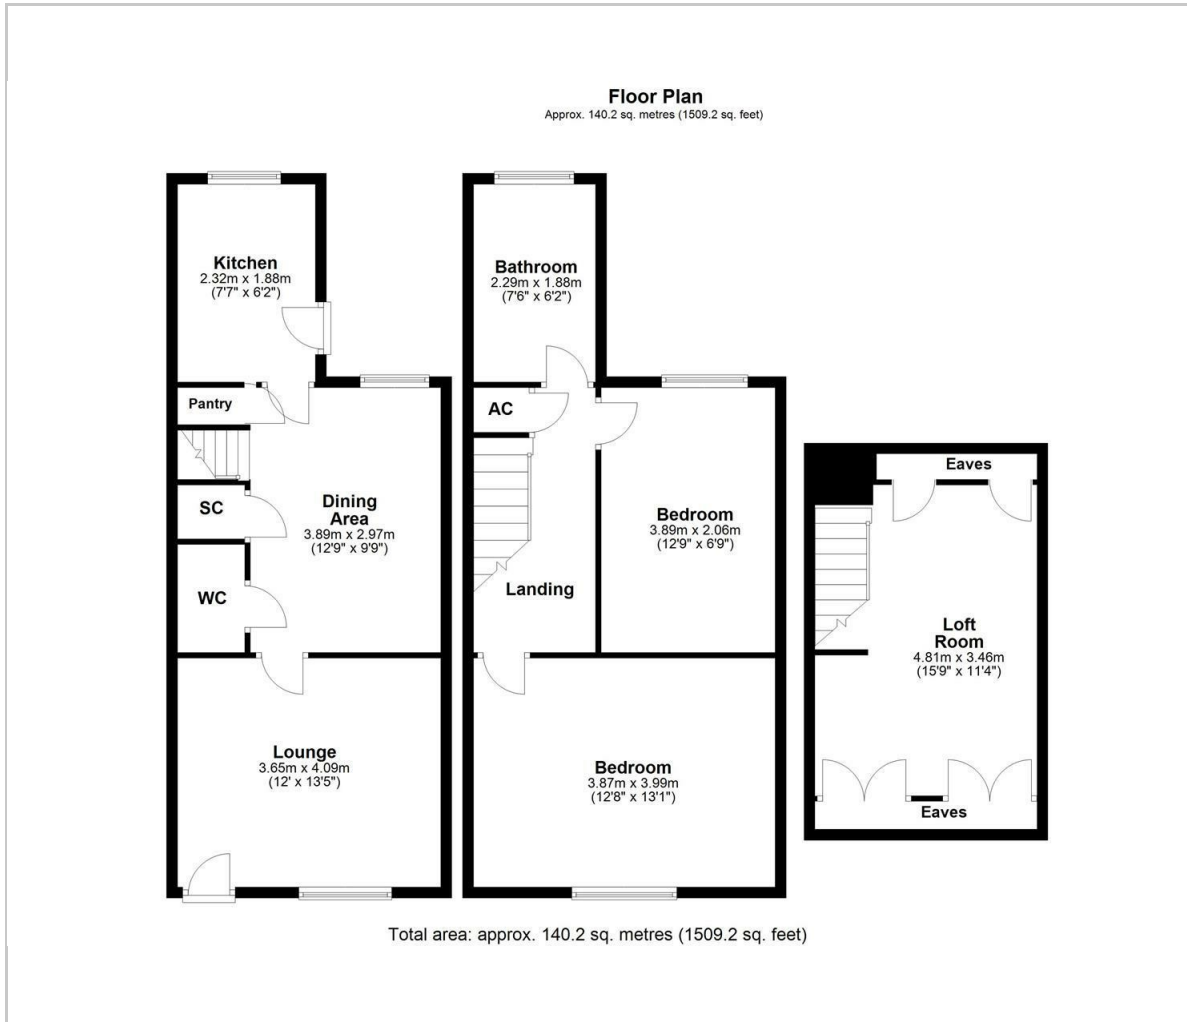 Floor Plan
Approx. 140.2 sq. metres (1509.2 sq. feet)
Kitchen
2.32m x 1.88m
(7'7" x 6'2")
Pantry
SC
WC
Dining
Area
3.89m x 2.97m
(12'9" x 9'9")
Lounge
3.65m x 4.09m
(12' x 13'5")
Bathroom
2.29m x 1.88m
(7'6" x 6'2")
AC
Landing
Bedroom
3.89m x 2.06m
(12'9" x 6'9")
Bedroom
3.87m x 3.99m
(12'8" x 13'1")
Eaves
Loft
Room
4.81m x 3.46m
(15'9" x 11'4")
Eaves
Total area: approx. 140.2 sq. metres (1509.2 sq. feet)